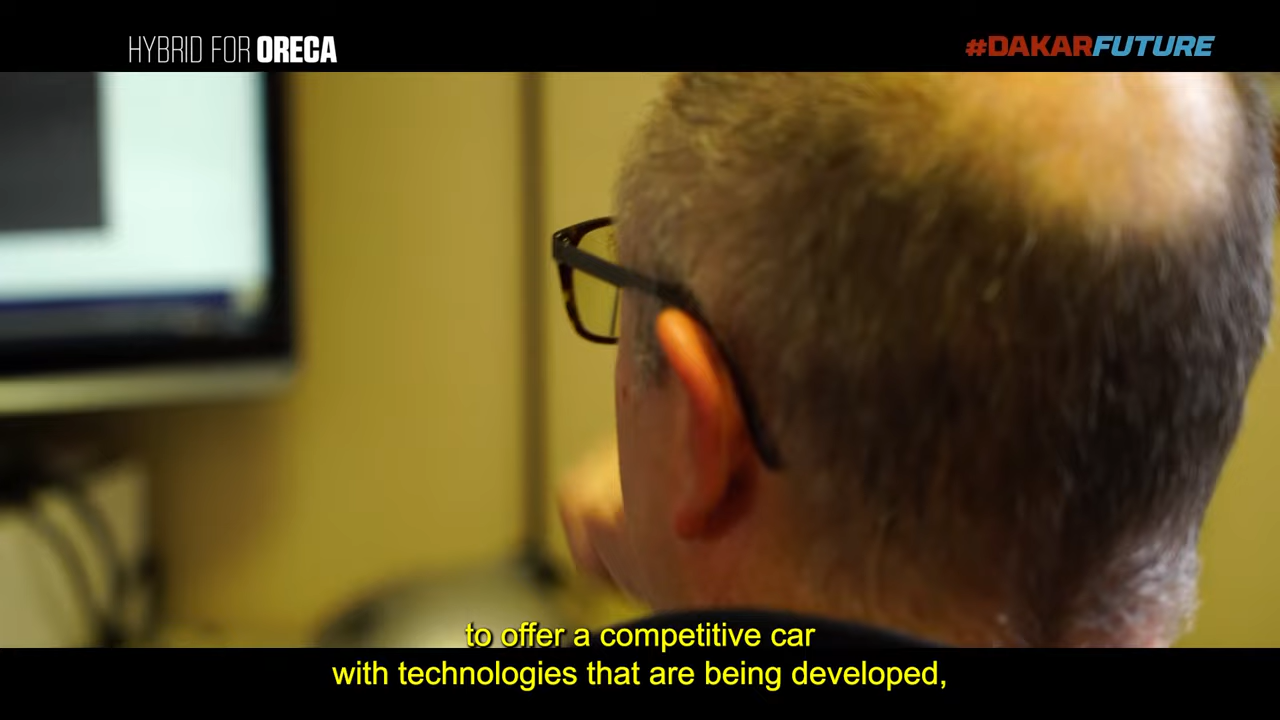 HYBRID FOR ORECA
#DAKARFUTURE
to offer a competitive car
with technologies that are being developed,